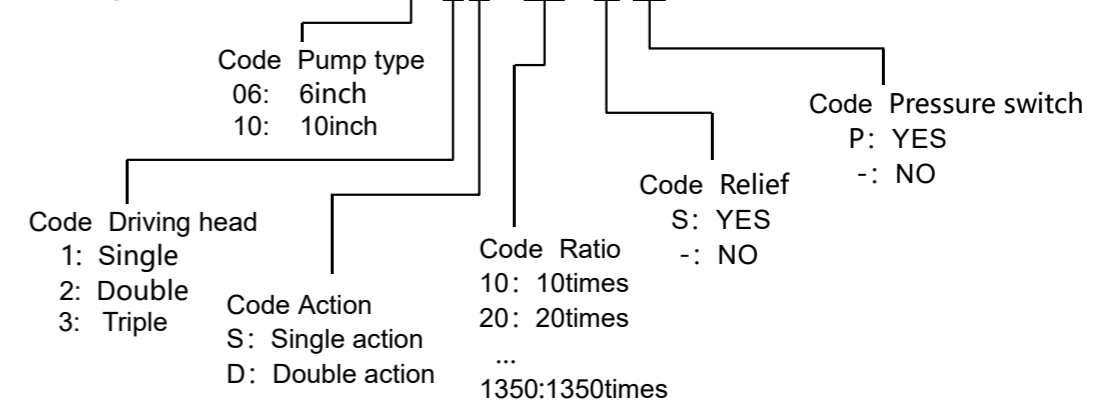 Code Pump type
06: 6inch
10: 10inch
Code Driving head
1: Single
2: Double
3: Triple
Code Action
S: Single action
D: Double action
Code Ratio
10: 10times
20: 20times
...
1350:1350times
Code Relief
S: YES
-: NO
Code Pressure switch
P: YES
-: NO